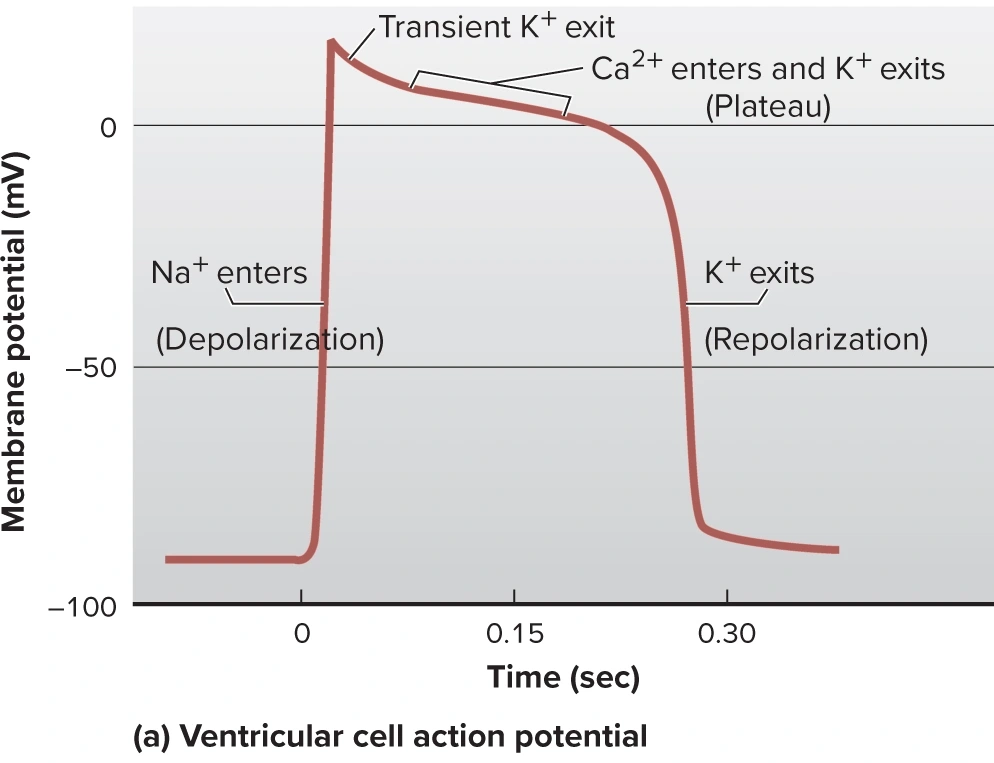 Transient K+ exit
Ca2+ enters and K+ exits
(Plateau)
0
Membrane potential (mV)
Na+ enters
K+ exits
(Depolarization)
(Repolarization)
–50
–100
0
0.15
0.30
Time (sec)
(a) Ventricular cell action potential